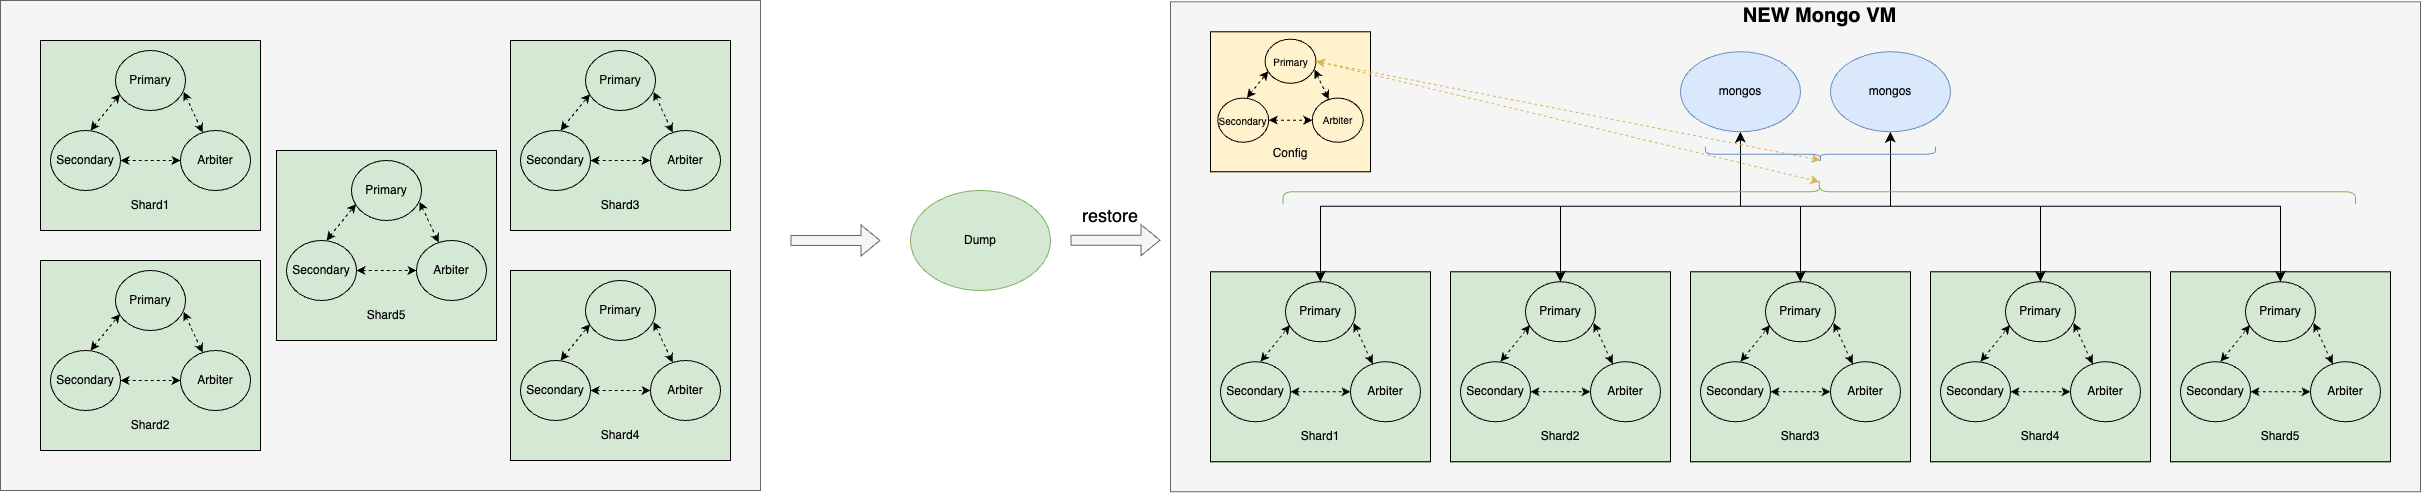 Primary
Secondary
Arbiter
Shard1
Primary
Secondary
Arbiter
Shard2
Primary
Secondary
Arbiter
Shard5
Primary
Secondary
Arbiter
Shard3
Primary
Secondary
Arbiter
Shard4
Dump
restore
NEW Mongo VM
Primary
Secondary
Arbiter
Config
mongos
mongos
Primary
Secondary
Arbiter
Shard1
Primary
Secondary
Arbiter
Shard2
Primary
Secondary
Arbiter
Shard3
Primary
Secondary
Arbiter
Shard4
Primary
Secondary
Arbiter
Shard5